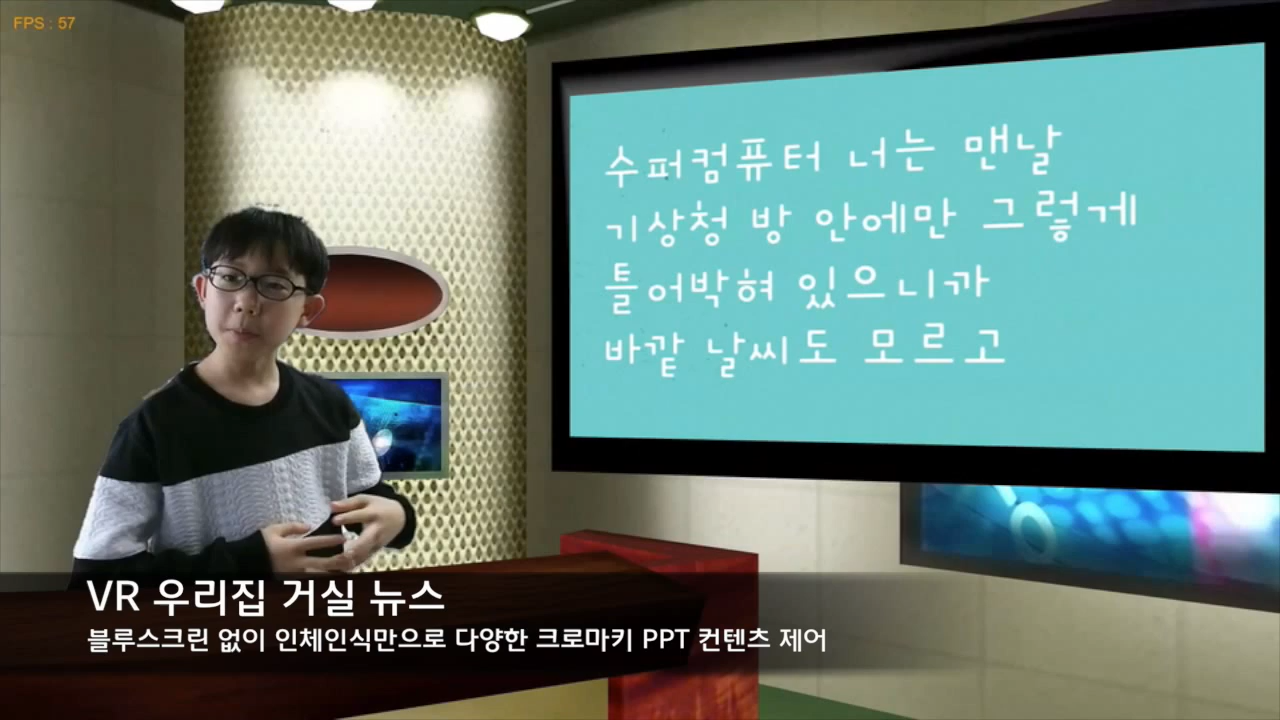 FPS : 57
수퍼컴퓨터 너는 맨날
기상청 방 안에만 그렇게
틀어박혀 있으니까
바깥 날씨도 모르고
VR 우리집 거실 뉴스
블루스크린 없이 인체인식만으로 다양한 크로마키 PPT 컨텐츠 제어